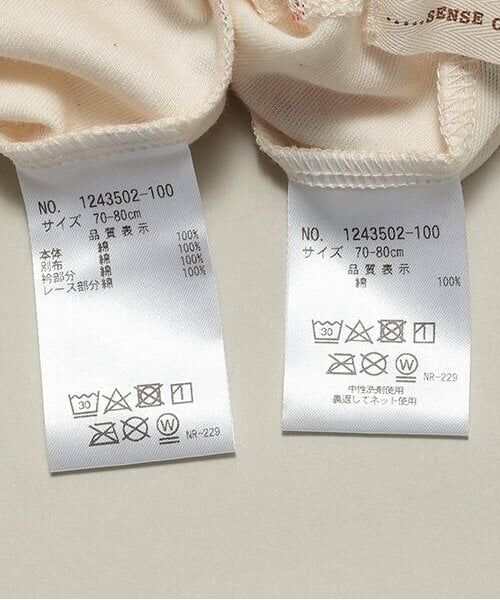 .....SENSE O
NO. 1243502-100
サイズ 70-80cm
品質表示
本体 綿 100%
別布 綿 100%
衿部分 綿 100%
レース部分 綿 100%
30
W
NR-229
NO. 1243502-100
サイズ 70-80cm
品質表示
綿 100%
30
W
NR-229
中性洗剤使用
裏返してネット使用